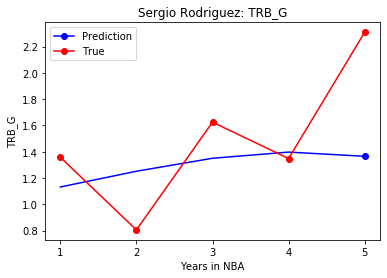 Sergio Rodriguez: TRB_G
Prediction
True
2.2
2.0
1.8
1.6
1.4
1.2
1.0
0.8
TRB_G
1
2
3
4
5
Years in NBA